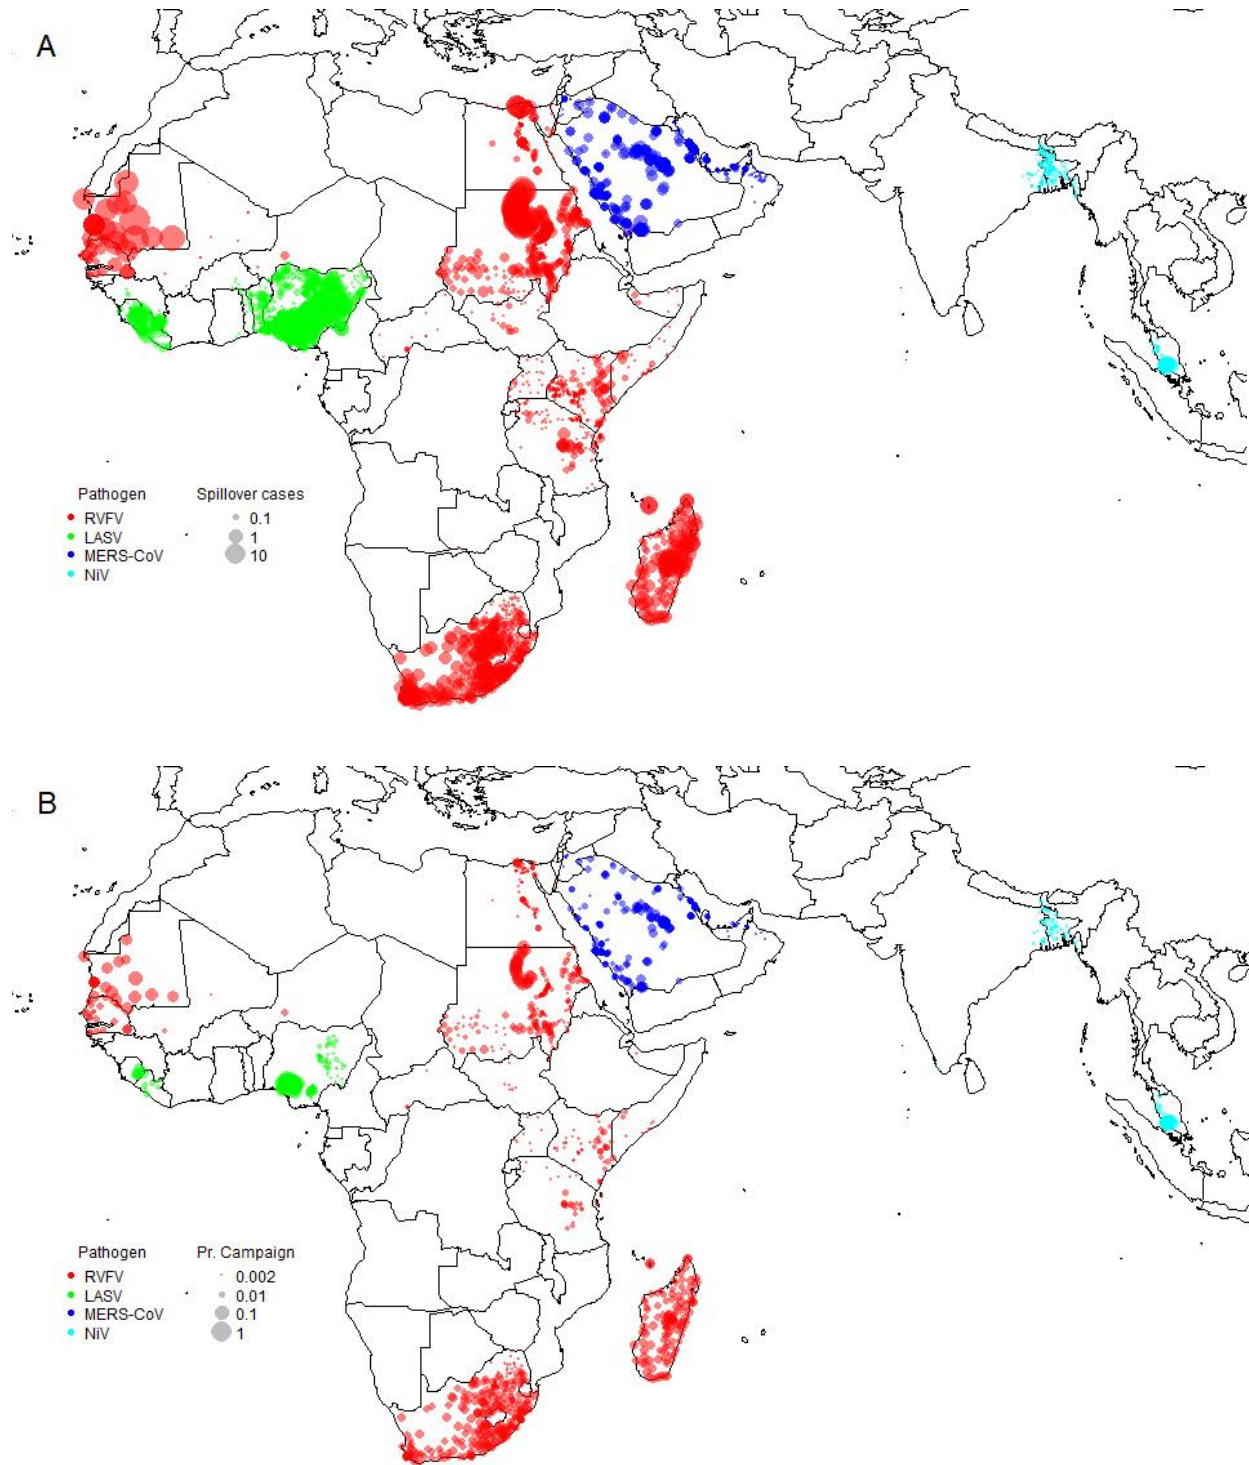 A
Pathogen Spillover cases
RVFV 0.1
LASV 1
MERS-CoV 10
NiV
B
Pathogen Pr. Campaign
RVFV 0.002
LASV 0.01
MERS-CoV 0.1
NiV 1